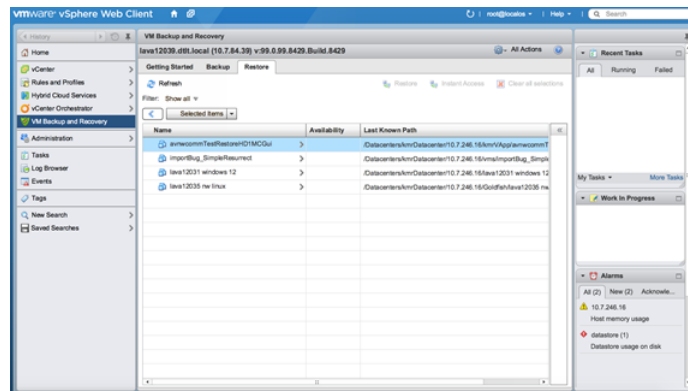 vmware® vSphere Web Client
root@localos
Help
Search
History
Home
vCenter
Rules and Profiles
Hybrid Cloud Services
vCenter Orchestrator
VM Backup and Recovery
Administration
Tasks
Log Browser
Events
Tags
New Search
Saved Searches
VM Backup and Recovery
lava12039.dtlt.local (10.7.84.39) v:99.0.99.8429.Build.8429
All Actions
Getting Started Backup Restore
Refresh
Restore Instant Access Clear all selections
Filter: Show all
Selected Items
Name Availability Last Known Path
avnwcommTestRestoreHD1MCGui /Datacenters/kmrDatacenter/10.7.246.16/kmrVApp/avnwcommT
importBug_SimpleResurrect /Datacenters/kmrDatacenter/10.7.246.16/vms/importBug_Simple
lava12031 windows 12 /Datacenters/kmrDatacenter/10.7.246.16/lava12031 windows 12
lava12035 nw linux /Datacenters/kmrDatacenter/10.7.246.16/Goldfish/lava12035 nw
Recent Tasks
All Running Failed
My Tasks More Tasks
Work In Progress
Alarms
All (2) New (2) Acknowle...
10.7.246.16
Host memory usage
datastore (1)
Datastore usage on disk